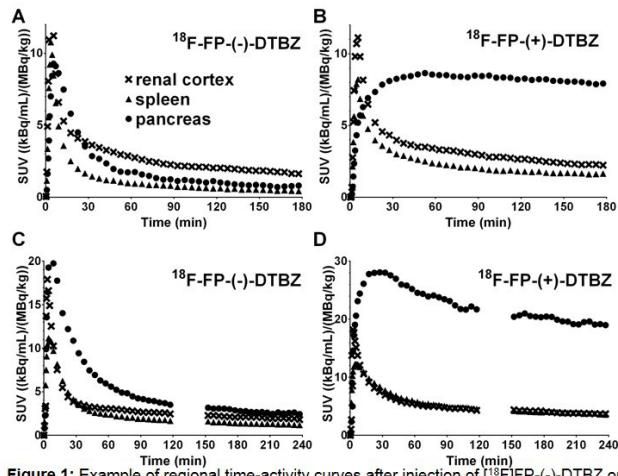 A
¹⁸F-FP-(-)-DTBZ
× renal cortex
▲ spleen
● pancreas
SUV ((kBq/mL)/(MBq/kg))
10
5
0
0 30 60 90 120 150 180
Time (min)
B
¹⁸F-FP-(+)-DTBZ
SUV ((kBq/mL)/(MBq/kg))
10
5
0
0 30 60 90 120 150 180
Time (min)
C
¹⁸F-FP-(-)-DTBZ
SUV ((kBq/mL)/(MBq/kg))
20
15
10
5
0
0 30 60 90 120 150 180 210 240
Time (min)
D
¹⁸F-FP-(+)-DTBZ
SUV ((kBq/mL)/(MBq/kg))
30
20
10
0
0 30 60 90 120 150 180 210 240
Time (min)
Figure 1: Example of regional time-activity curves after injection of [¹⁸F]FP-(-)-DTBZ or